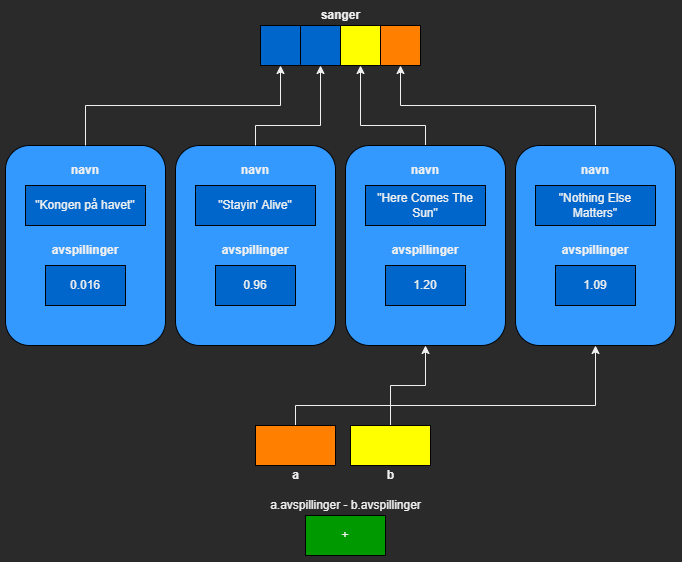 sanger
navn
"Kongen på havet"
avspillinger
0.016
navn
"Stayin' Alive"
avspillinger
0.96
navn
"Here Comes The
Sun"
avspillinger
1.20
navn
"Nothing Else
Matters"
avspillinger
1.09
a
b
a.avspillinger - b.avspillinger
+